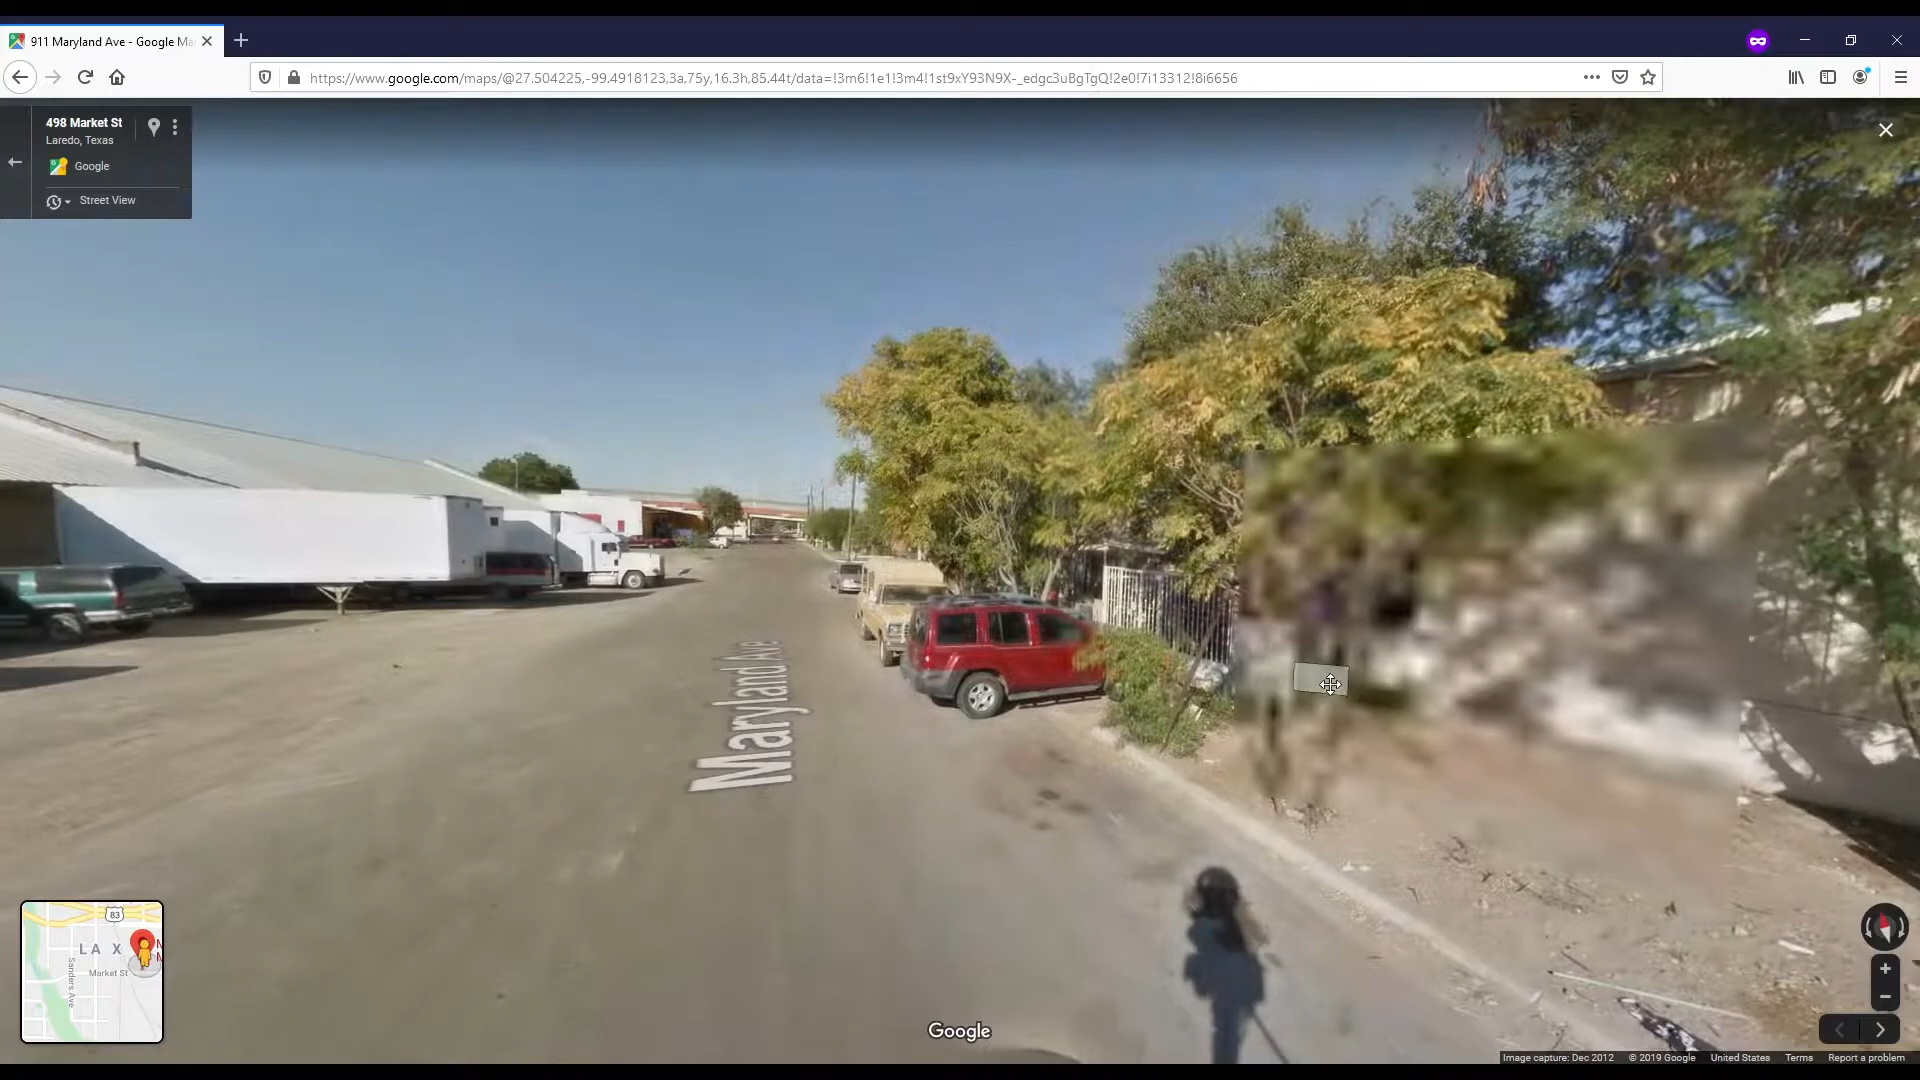 911 Maryland Ave - Google Ma
https://www.google.com/maps/@27.504225,-99.4918123,3a,75y,16.3h,85.44t/data=!3m6!1e1!3m4!1st9xY93N9X-_edgc3uBgTgQ!2e0!7i13312!8i6656
498 Market St
Laredo, Texas
Google
Street View
Maryland Ave
83
LA X
M
M
Sanders Ave
Market St
Google
Image capture: Dec 2012 © 2019 Google United States Terms Report a problem